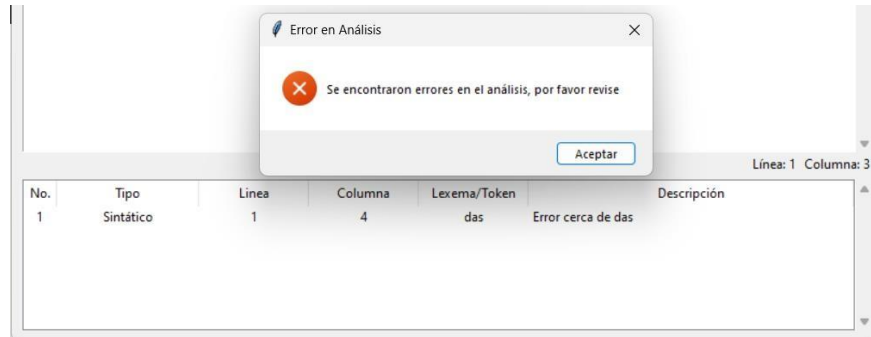 Error en Análisis
Se encontraron errores en el análisis, por favor revise
Aceptar
Línea: 1 Columna: 3
No. Tipo Linea Columna Lexema/Token Descripción
1 Sintático 1 4 das Error cerca de das